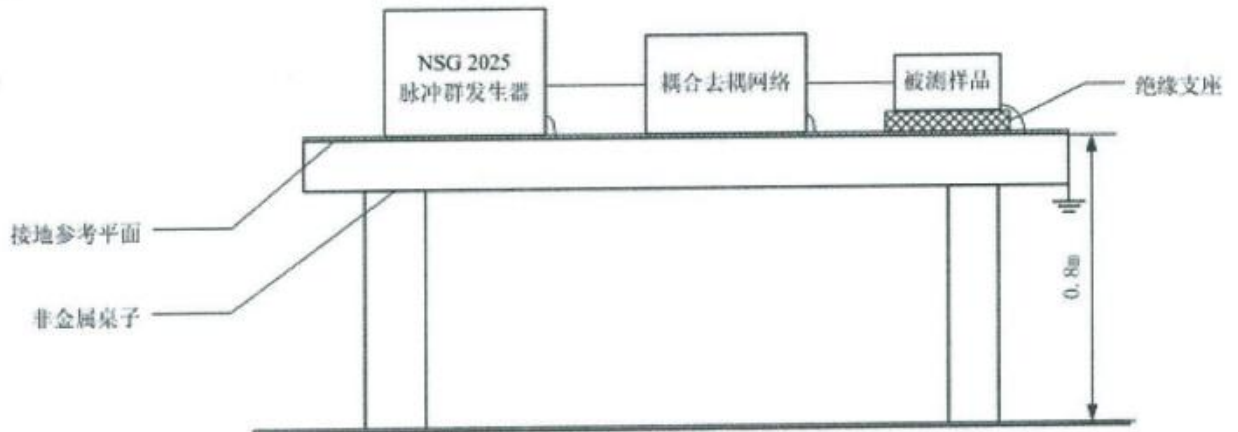 NSG 2025
脉冲群发生器
耦合去耦网络
被测样品
绝缘支座
接地参考平面
非金属桌子
0.8m